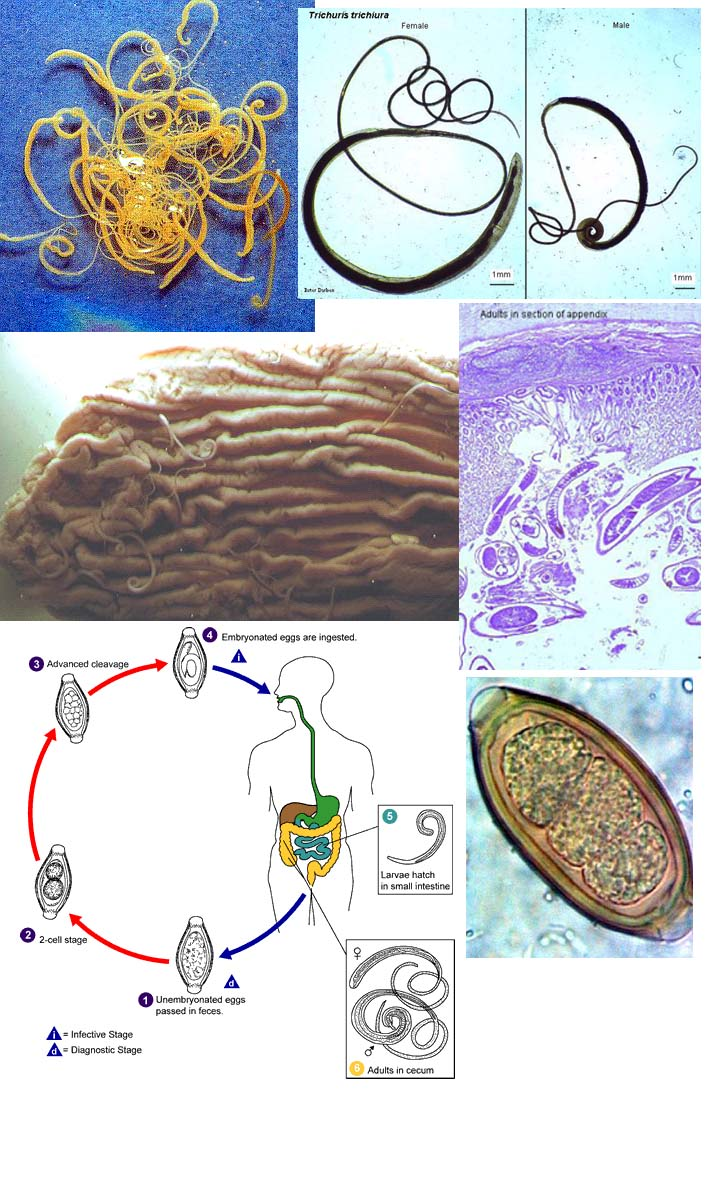 Trichuris trichiura
Female
Male
1mm
1mm
Adults in section of appendix
4 Embryonated eggs are ingested.
i
3 Advanced cleavage
5
Larvae hatch
in small intestine
2 2-cell stage
d
1 Unembryonated eggs
passed in feces.
i = Infective Stage
d = Diagnostic Stage
♀
♂
6 Adults in cecum